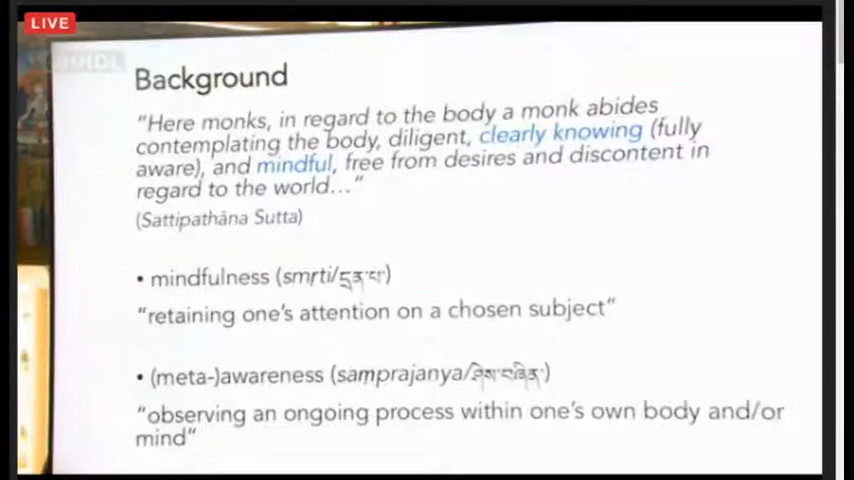 LIVE
Background
“Here monks, in regard to the body a monk abides
contemplating the body, diligent, clearly knowing (fully
aware), and mindful, free from desires and discontent in
regard to the world…“
(Sattipathāna Sutta)
• mindfulness (smṛti/དྲན་པ་)
“retaining one’s attention on a chosen subject“
• (meta-)awareness (saṃprajanya/ཤེས་བཞིན་)
“observing an ongoing process within one’s own body and/or
mind“